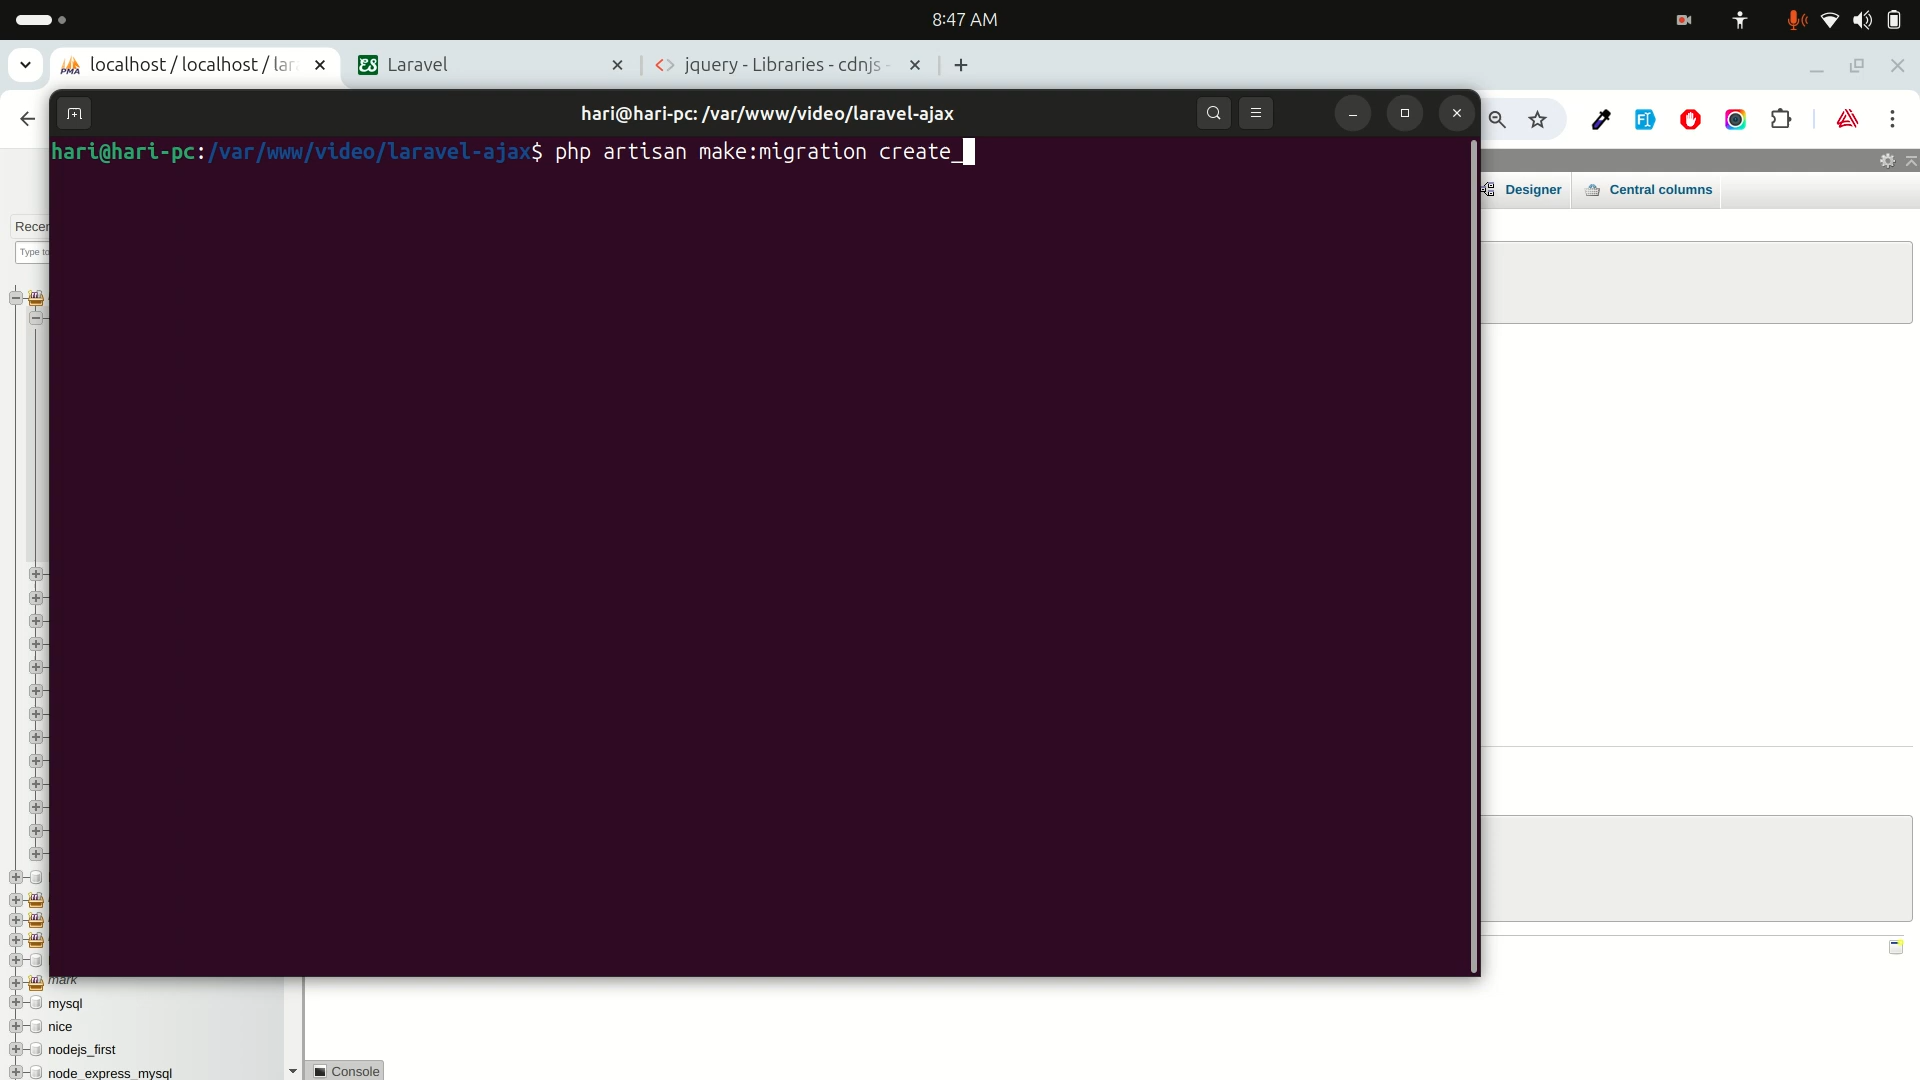 8:47 AM
localhost / localhost / lar
Laravel
jquery - Libraries - cdnjs -
hari@hari-pc: /var/www/video/laravel-ajax
hari@hari-pc:/var/www/video/laravel-ajax$ php artisan make:migration create_
Designer
Central columns
Recen
Type to
mark
mysql
nice
nodejs_first
node_express_mysql
Console